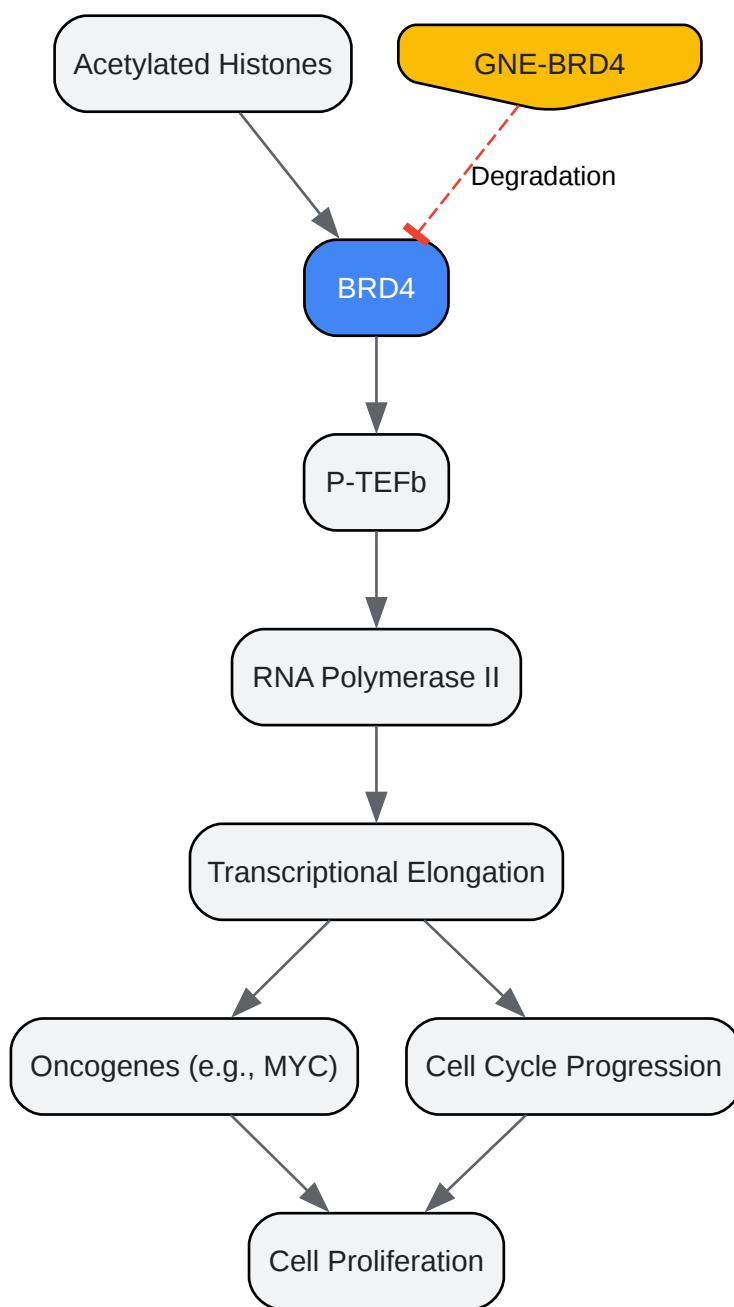 Acetylated Histones
GNE-BRD4
Degradation
BRD4
P-TEFb
RNA Polymerase II
Transcriptional Elongation
Oncogenes (e.g., MYC)
Cell Cycle Progression
Cell Proliferation